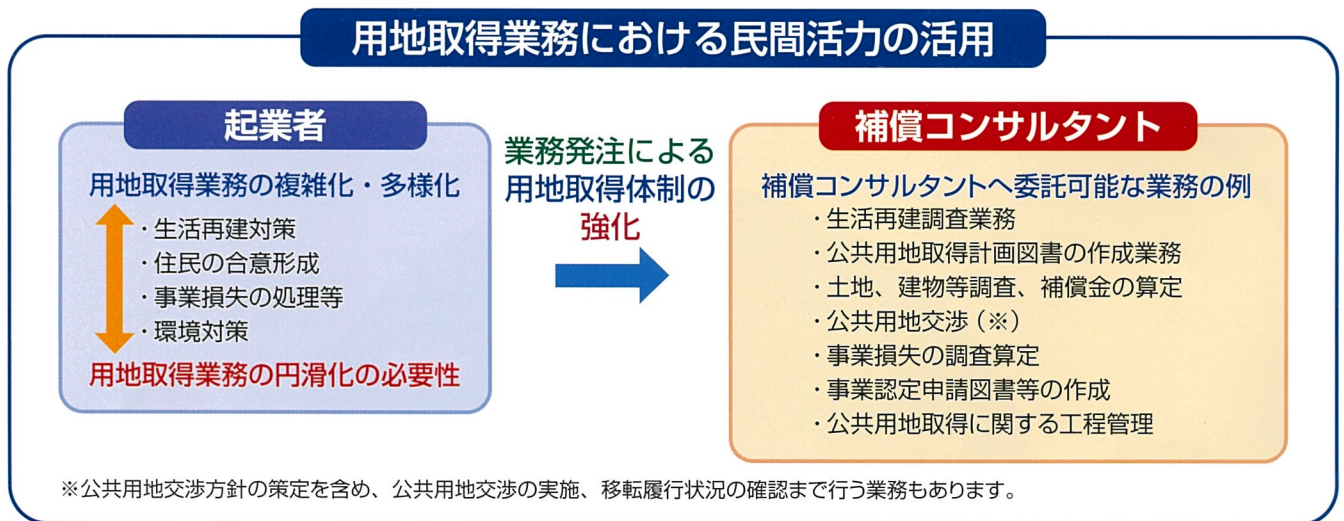 用地取得業務における民間活力の活用
起業者
用地取得業務の複雑化・多様化
・生活再建対策
・住民の合意形成
・事業損失の処理等
・環境対策
用地取得業務の円滑化の必要性
業務発注による
用地取得体制の
強化
補償コンサルタント
補償コンサルタントへ委託可能な業務の例
・生活再建調査業務
・公共用地取得計画図書の作成業務
・土地、建物等調査、補償金の算定
・公共用地交渉（※）
・事業損失の調査算定
・事業認定申請図書等の作成
・公共用地取得に関する工程管理
※公共用地交渉方針の策定を含め、公共用地交渉の実施、移転履行状況の確認まで行う業務もあります。